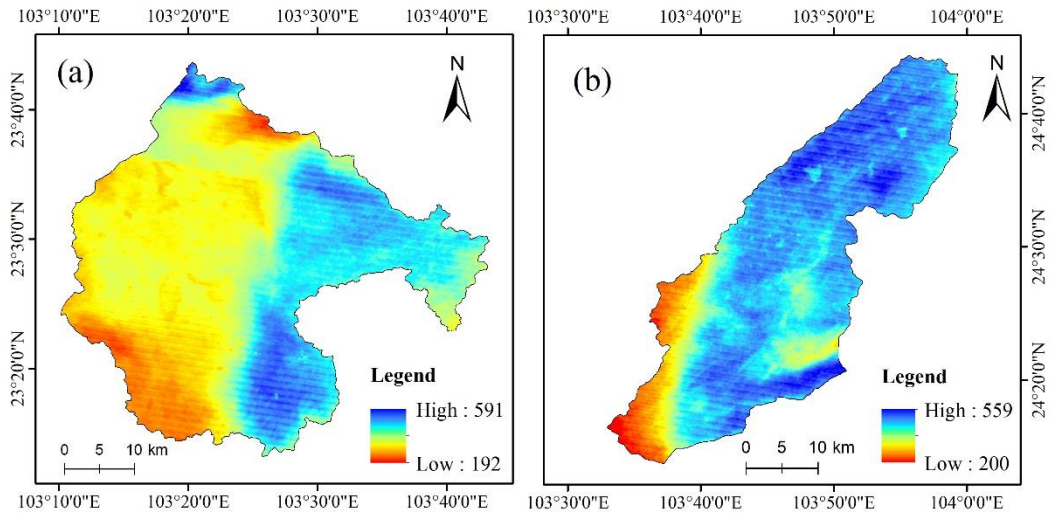 103°10'0"E 103°20'0"E 103°30'0"E 103°40'0"E
103°30'0"E 103°40'0"E 103°50'0"E 104°0'0"E
(a)
N
(b)
N
23°40'0"N
23°30'0"N
23°20'0"N
24°40'0"N
24°30'0"N
24°20'0"N
Legend
High : 591
Low : 192
0 5 10 km
Legend
High : 559
Low : 200
0 5 10 km
103°10'0"E 103°20'0"E 103°30'0"E 103°40'0"E
103°30'0"E 103°40'0"E 103°50'0"E 104°0'0"E